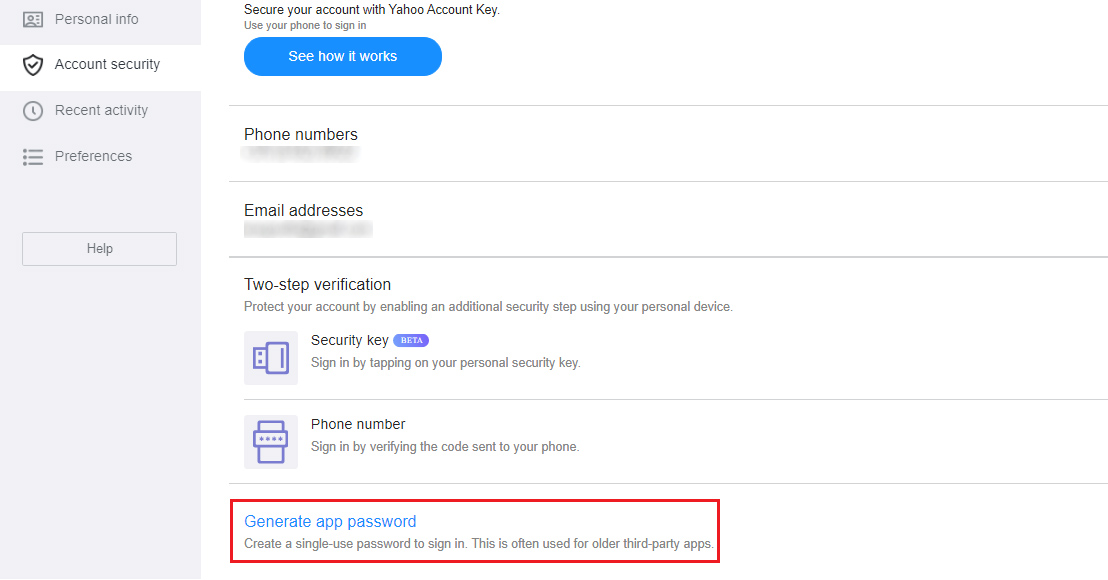 Personal info
Account security
Recent activity
Preferences
Help
Secure your account with Yahoo Account Key.
Use your phone to sign in
See how it works
Phone numbers
Email addresses
Two-step verification
Protect your account by enabling an additional security step using your personal device.
Security key BETA
Sign in by tapping on your personal security key.
Phone number
Sign in by verifying the code sent to your phone.
Generate app password
Create a single-use password to sign in. This is often used for older third-party apps.